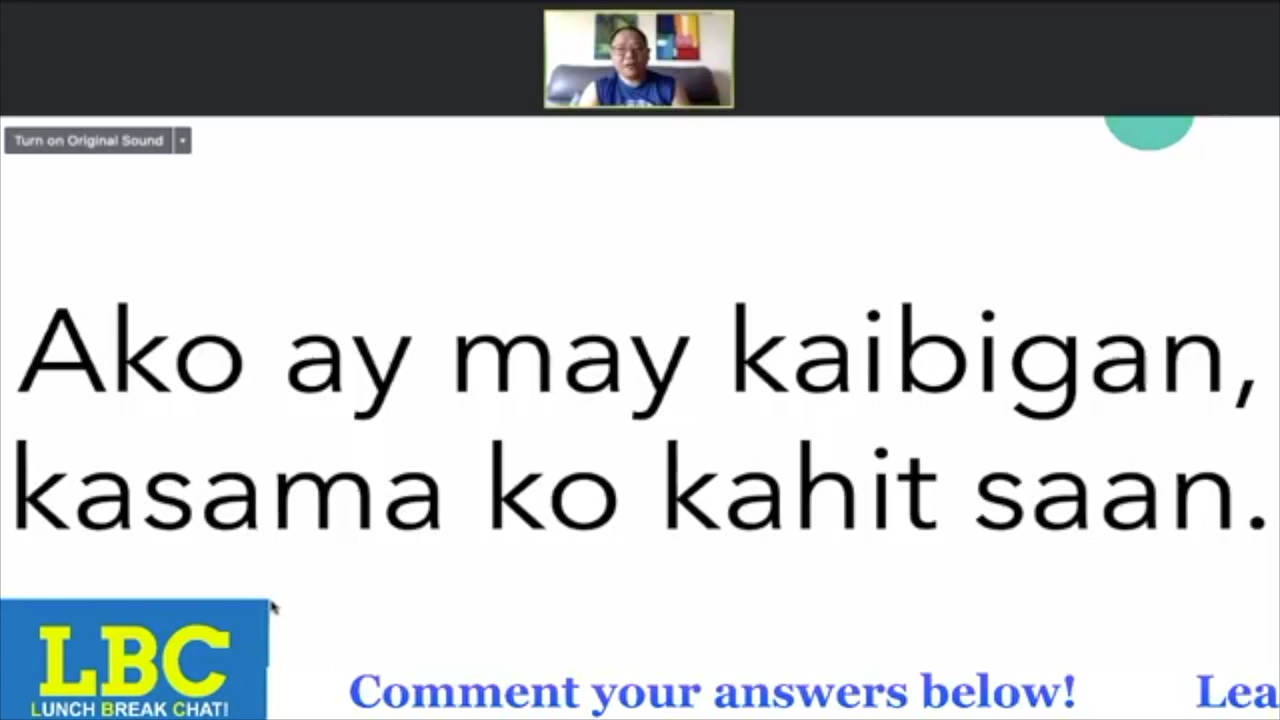 Turn on Original Sound
Ako ay may kaibigan,
kasama ko kahit saan.
LBC
LUNCH BREAK CHAT!
Comment your answers below!
Lea